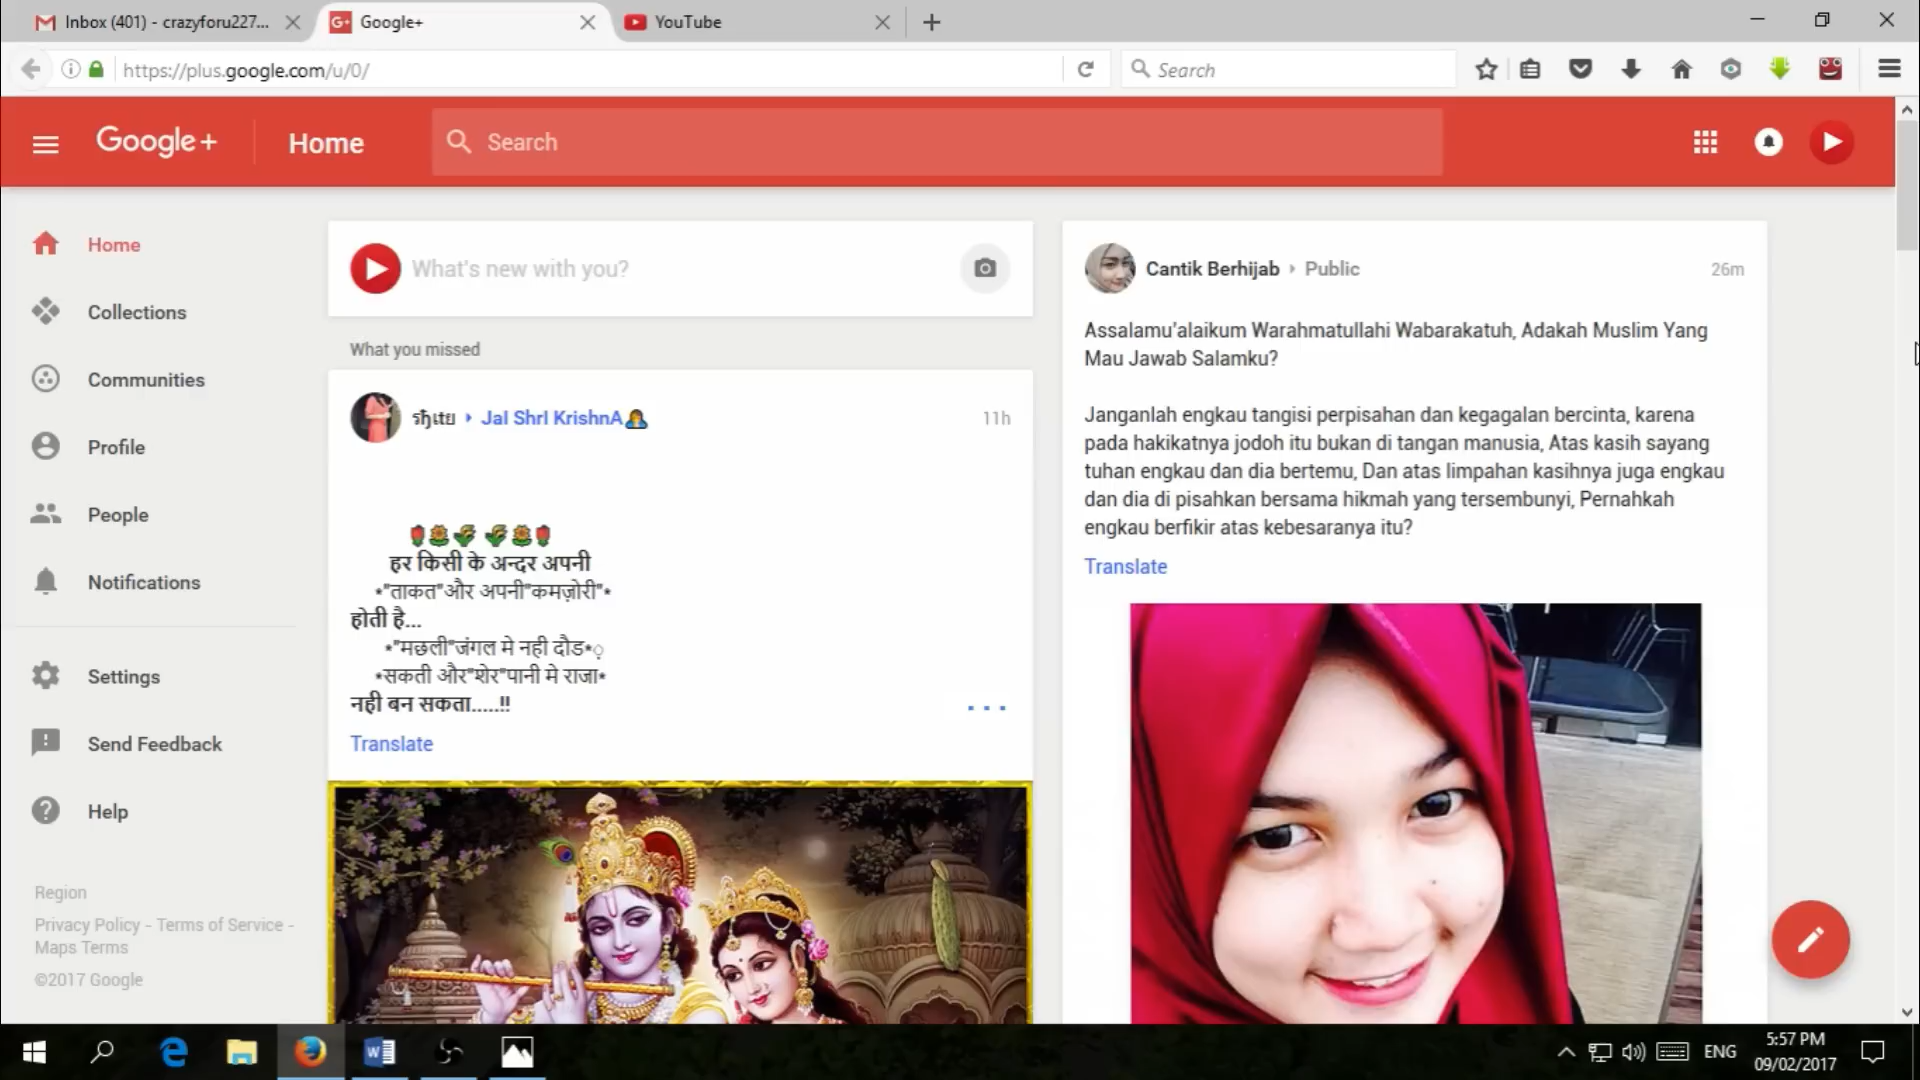 Inbox (401) - crazyforu227...
Google+
YouTube
https://plus.google.com/u/0/
Search
Google+
Home
Search
Home
Collections
Communities
Profile
People
Notifications
Settings
Send Feedback
Help
Region
Privacy Policy - Terms of Service -
Maps Terms
©2017 Google
What's new with you?
What you missed
JaI ShrI KrishnA
11h
हर किसी के अन्दर अपनी
*"ताकत"और अपनी"कमज़ोरी"*
होती है...
*"मछली"जंगल मे नही दौड*़
*सकती और"शेर"पानी मे राजा*
नही बन सकता.....!!
Translate
Cantik Berhijab
Public
26m
Assalamu'alaikum Warahmatullahi Wabarakatuh, Adakah Muslim Yang
Mau Jawab Salamku?
Janganlah engkau tangisi perpisahan dan kegagalan bercinta, karena
pada hakikatnya jodoh itu bukan di tangan manusia, Atas kasih sayang
tuhan engkau dan dia bertemu, Dan atas limpahan kasihnya juga engkau
dan dia di pisahkan bersama hikmah yang tersembunyi, Pernahkah
engkau berfikir atas kebesaranya itu?
Translate
ENG
5:57 PM
09/02/2017